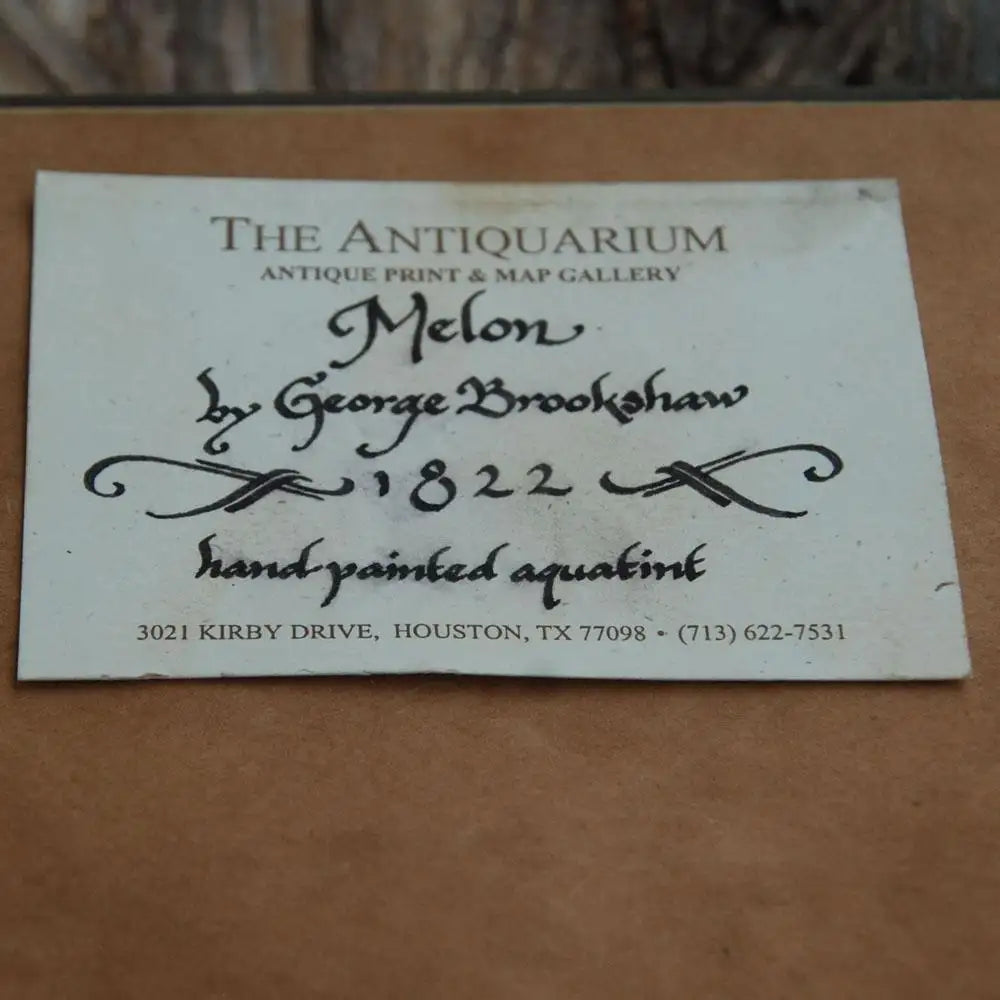 THE ANTIQUARIUM
ANTIQUE PRINT & MAP GALLERY
Melon
by George Brookshaw
1822
hand painted aquatint
3021 KIRBY DRIVE, HOUSTON, TX 77098 • (713) 622-7531